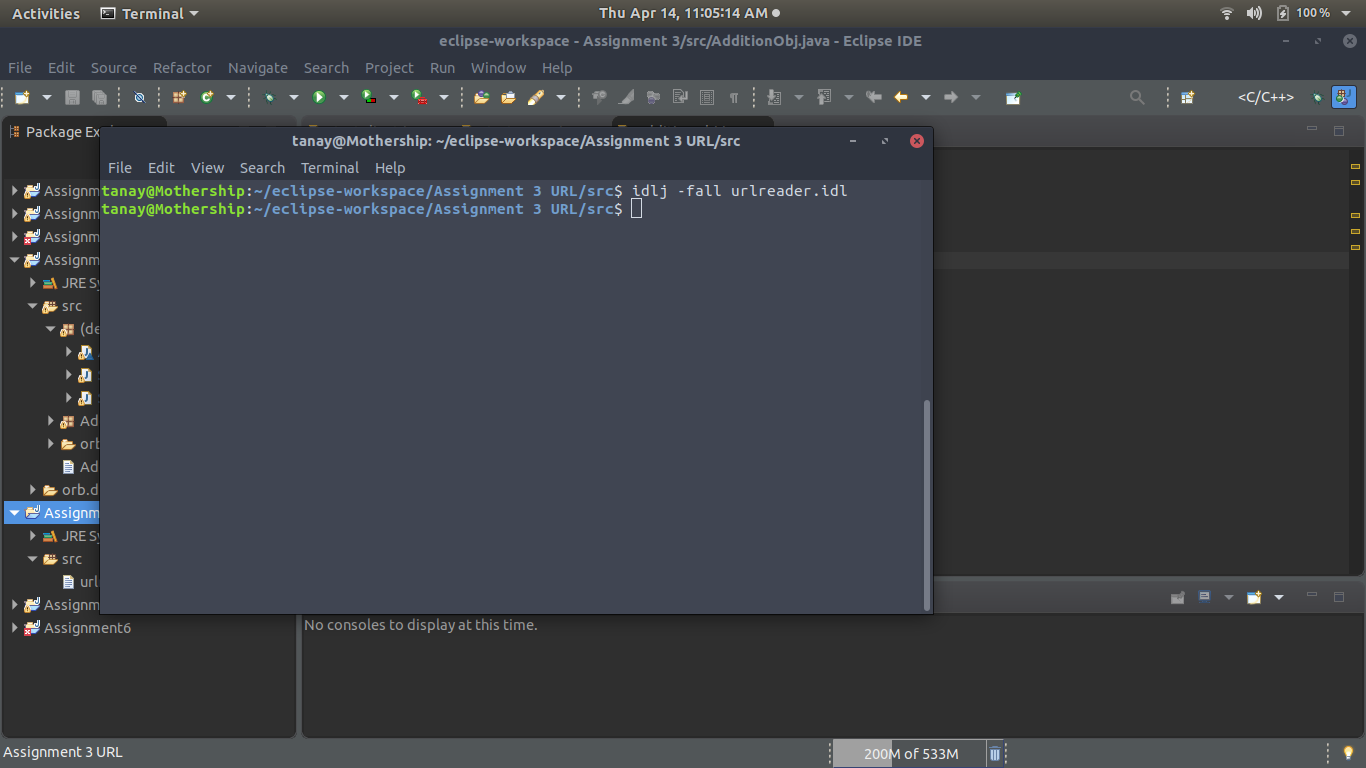 Activities Terminal Thu Apr 14, 11:05:14 AM 100 %
eclipse-workspace - Assignment 3/src/AdditionObj.java - Eclipse IDE
File Edit Source Refactor Navigate Search Project Run Window Help
<C/C++>
Package Ex
tanay@Mothership: ~/eclipse-workspace/Assignment 3 URL/src
File Edit View Search Terminal Help
tanay@Mothership:~/eclipse-workspace/Assignment 3 URL/src$ idlj -fall urlreader.idl
tanay@Mothership:~/eclipse-workspace/Assignment 3 URL/src$
Assignm
Assignm
Assignm
Assignm
JRE Sy
src
(de
Ad
orb
Ad
orb.d
Assignm
JRE Sy
src
url
Assignm
Assignment6
No consoles to display at this time.
Assignment 3 URL
200M of 533M